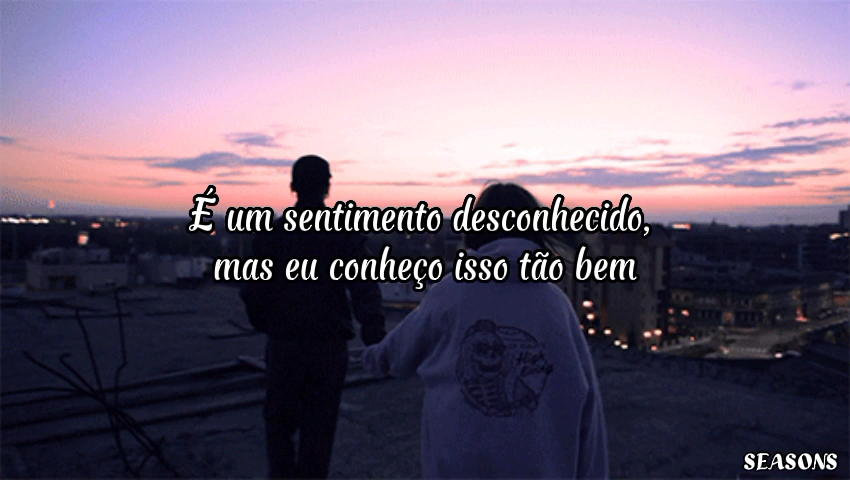 É um sentimento desconhecido,
mas eu conheço isso tão bem
SEASONS